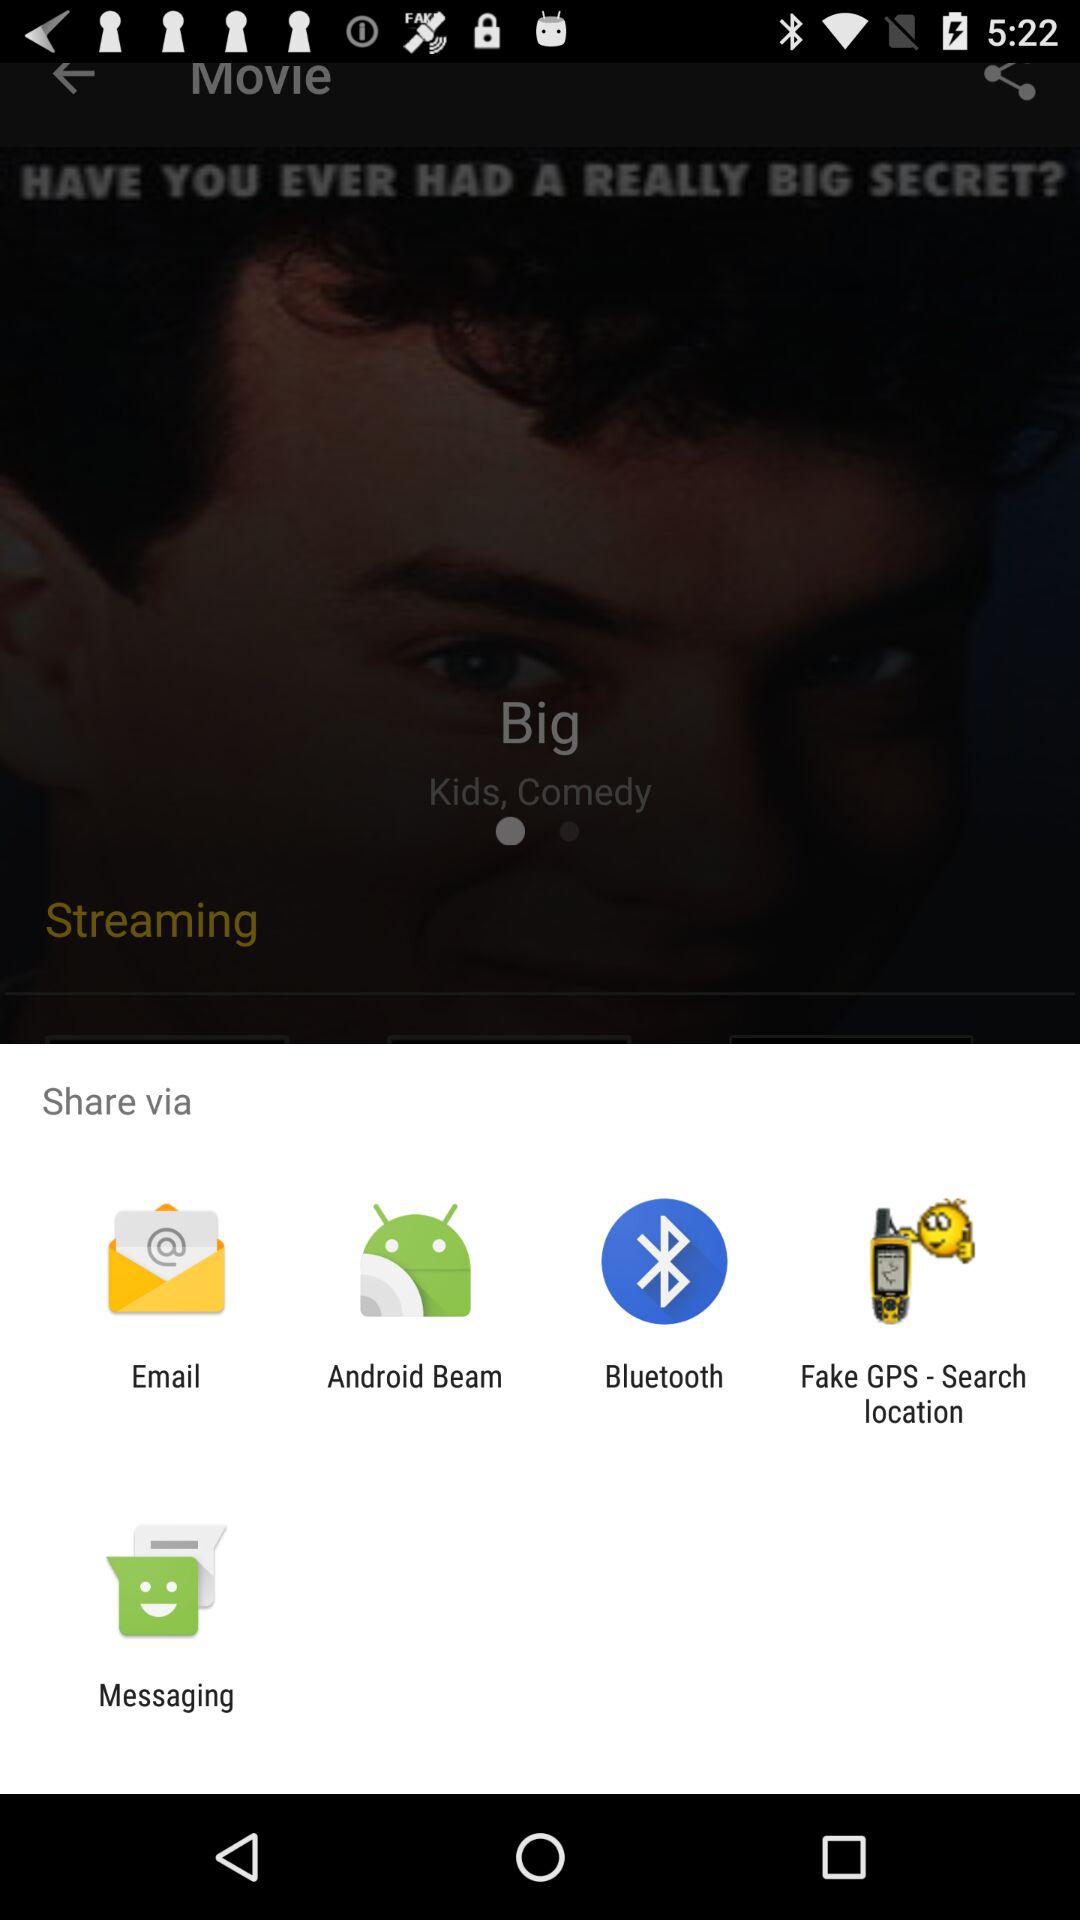 FAKE
5:22
Movie
HAVE YOU EVER HAD A REALLY BIG SECRET?
Big
Kids, Comedy
Streaming
Share via
@
Email
Android Beam
Bluetooth
Fake GPS - Search
location
Messaging